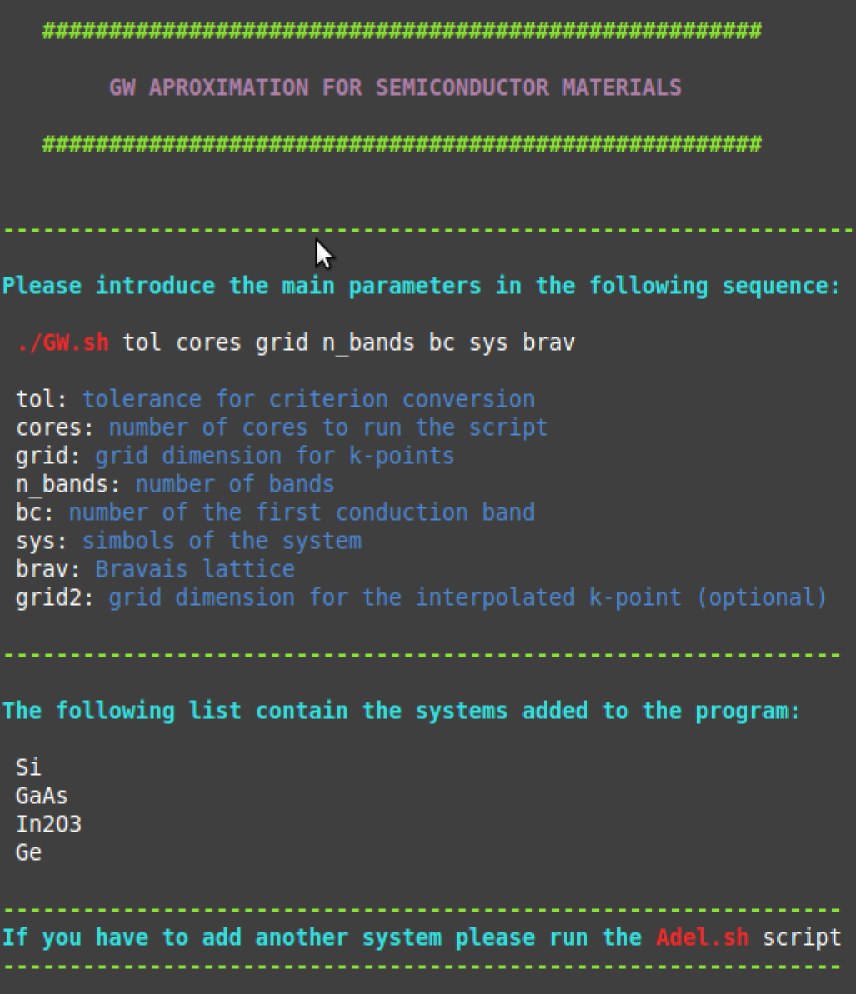 ######################################################
GW APROXIMATION FOR SEMICONDUCTOR MATERIALS
######################################################
----------------------------------------------------------------
Please introduce the main parameters in the following sequence:
./GW.sh tol cores grid n_bands bc sys brav
tol: tolerance for criterion conversion
cores: number of cores to run the script
grid: grid dimension for k-points
n_bands: number of bands
bc: number of the first conduction band
sys: simbols of the system
brav: Bravais lattice
grid2: grid dimension for the interpolated k-point (optional)
---------------------------------------------------------------
The following list contain the systems added to the program:
Si
GaAs
In2O3
Ge
---------------------------------------------------------------
If you have to add another system please run the Adel.sh script
---------------------------------------------------------------